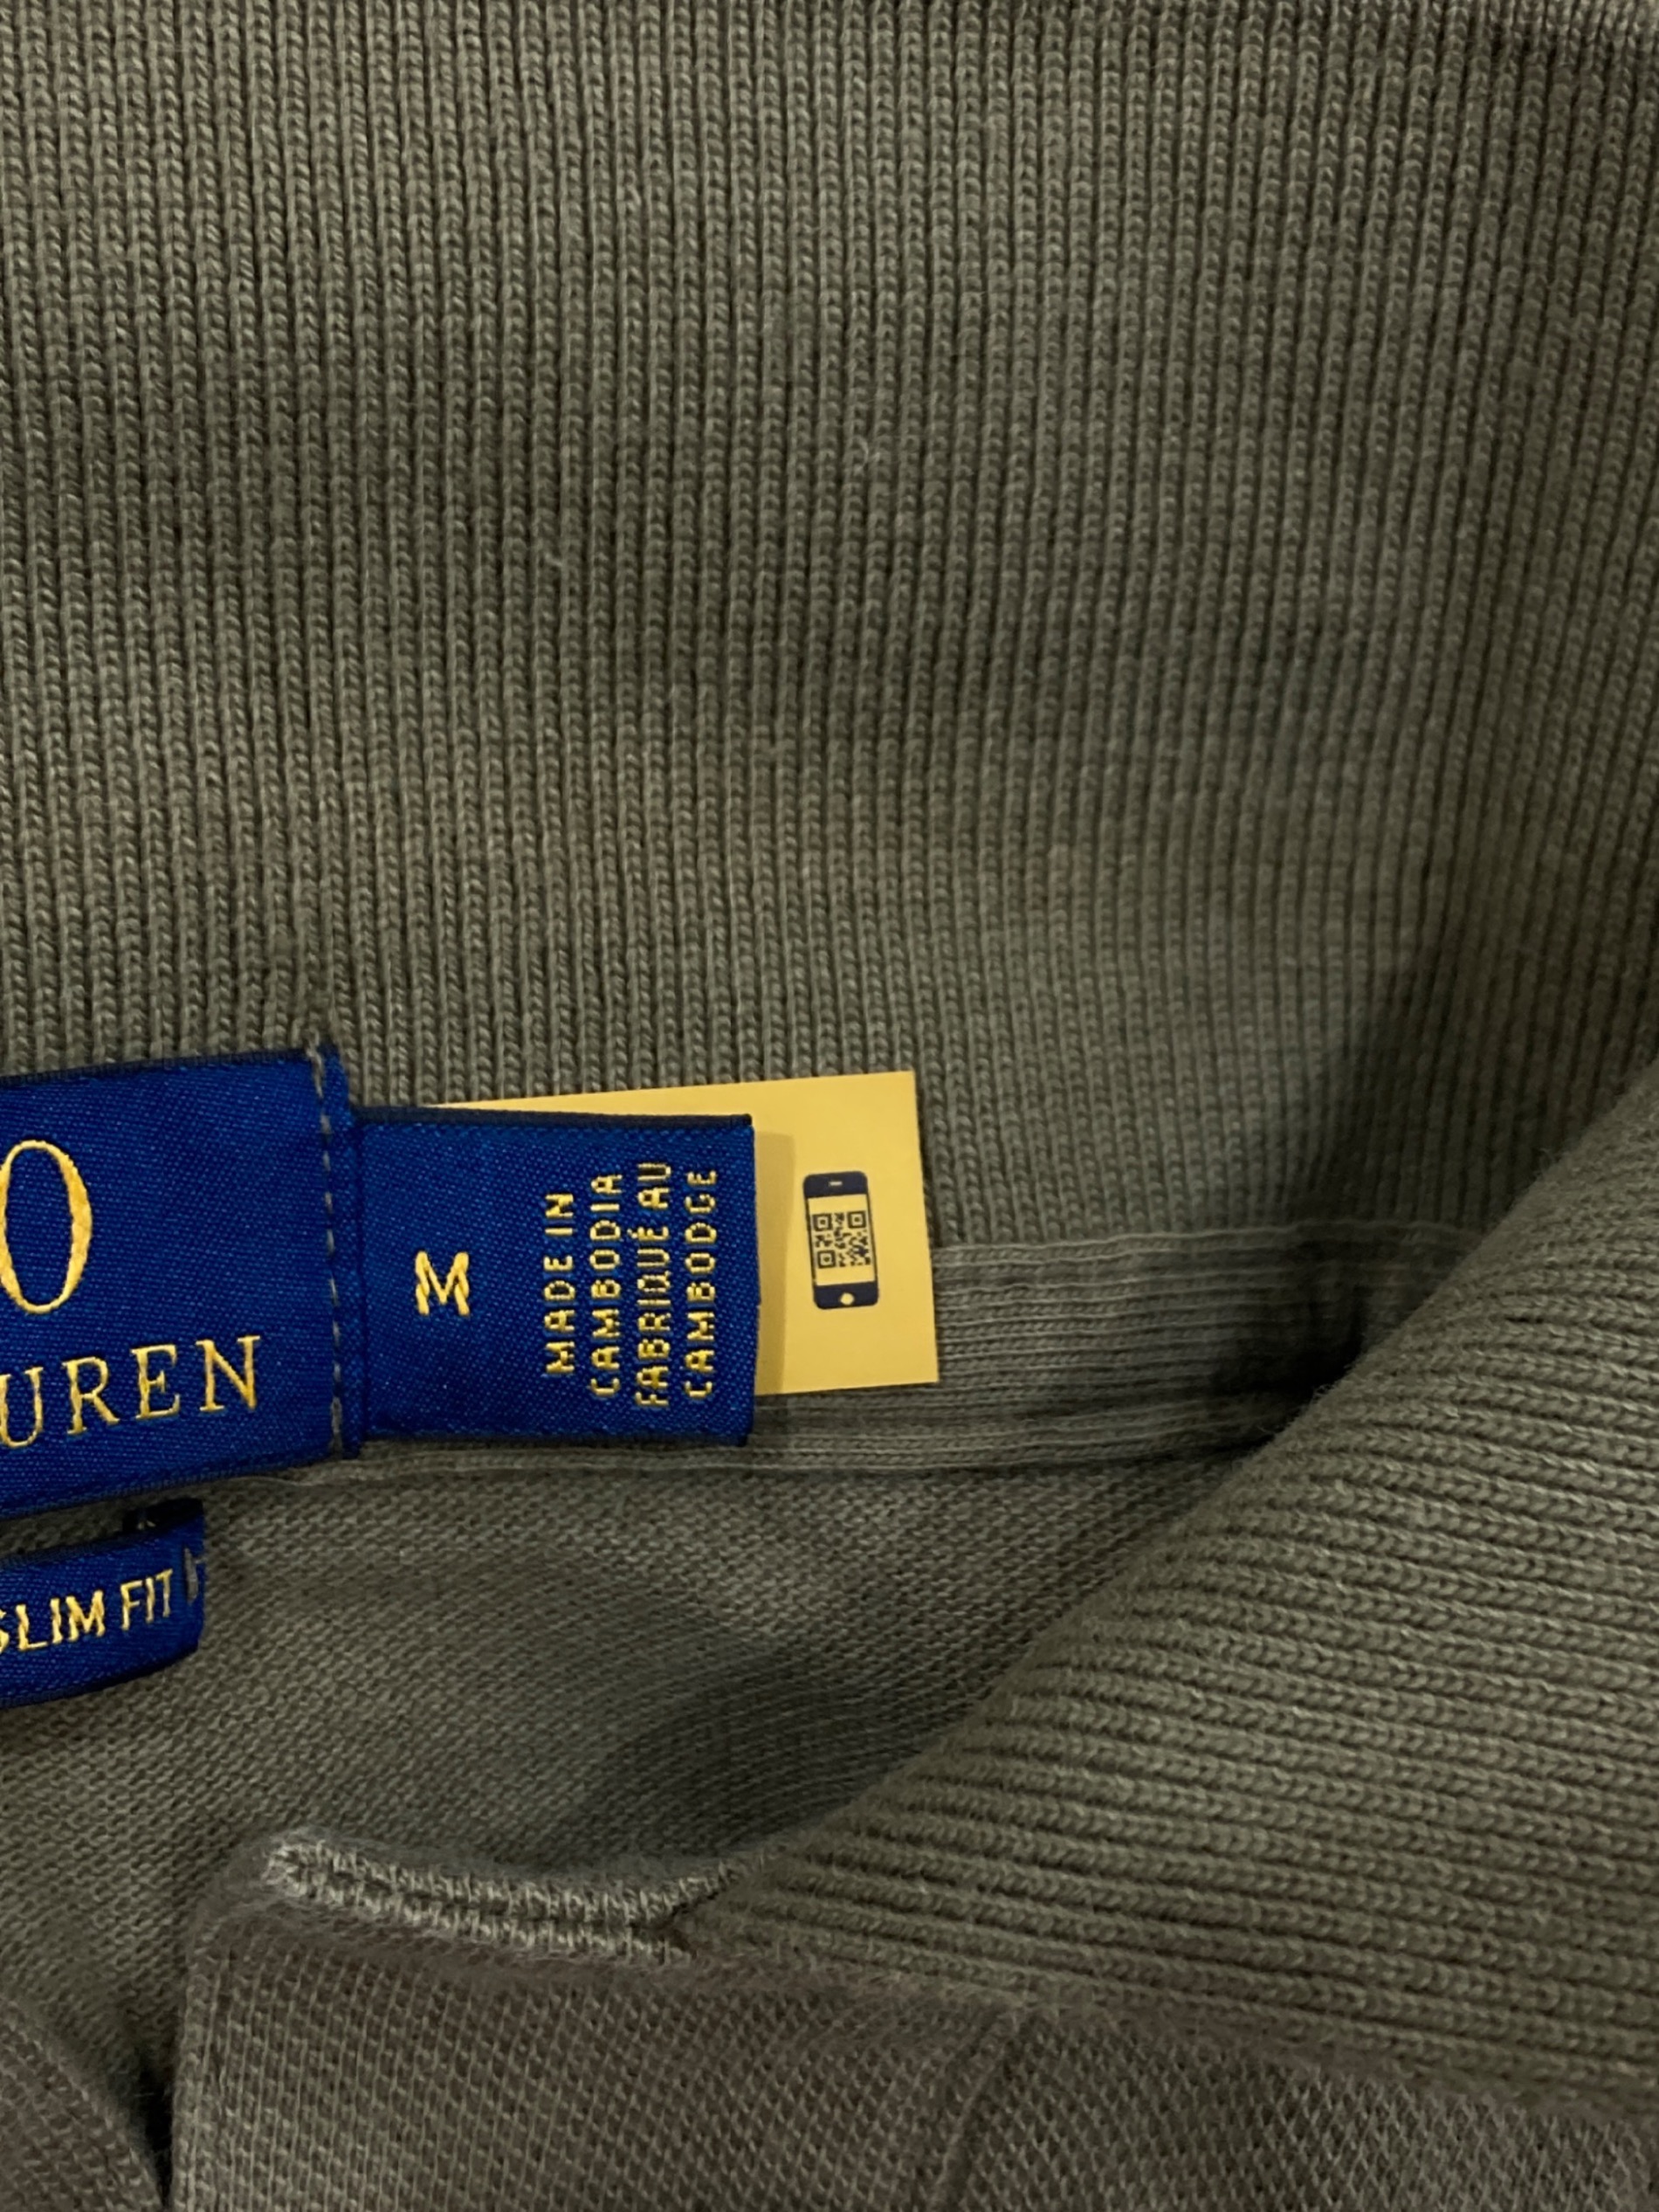 O
UREN
M
MADE IN
CAMBODIA
FABRIQUÉ AU
CAMBODGE
SLIM FIT